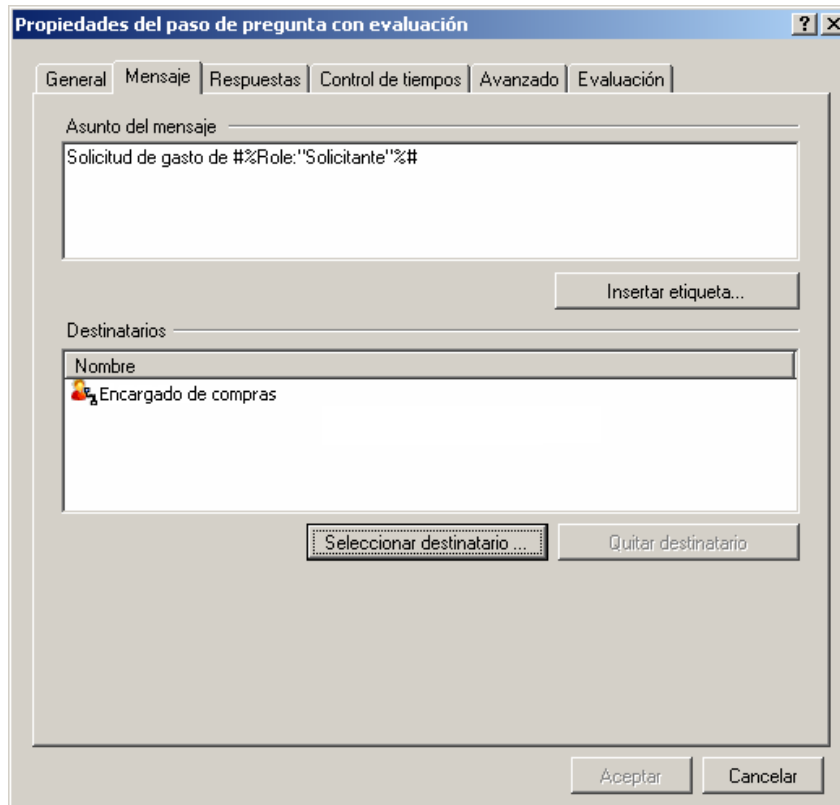 Propiedades del paso de pregunta con evaluación
General Mensaje Respuestas Control de tiempos Avanzado Evaluación
Asunto del mensaje
Solicitud de gasto de #%Role:"Solicitante"%#
Insertar etiqueta...
Destinatarios
Nombre
Encargado de compras
Seleccionar destinatario ... Quitar destinatario
Aceptar Cancelar